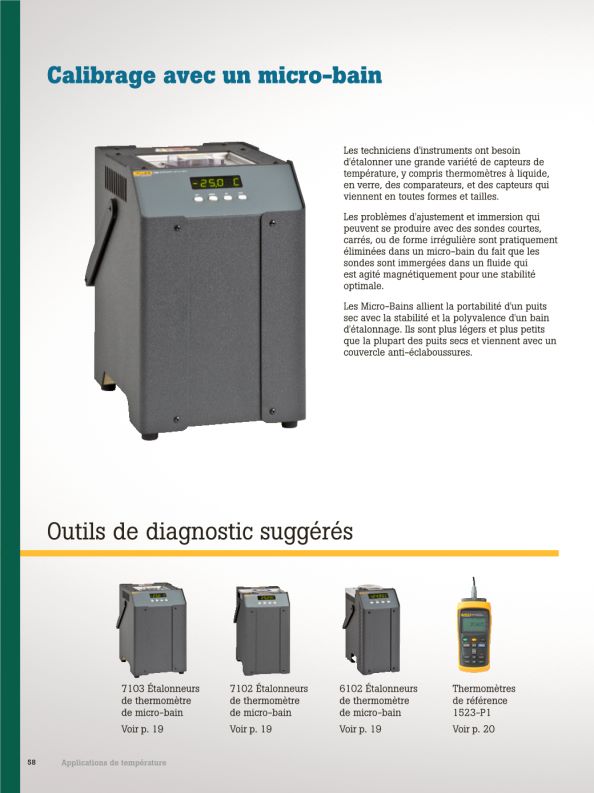 Calibrage avec un micro-bain
-25.0 C
Les techniciens d'instruments ont besoin
d'étalonner une grande variété de capteurs de
température, y compris thermomètres à liquide,
en verre, des comparateurs, et des capteurs qui
viennent en toutes formes et tailles.
Les problèmes d'ajustement et immersion qui
peuvent se produire avec des sondes courtes,
carrés, ou de forme irrégulière sont pratiquement
éliminées dans un micro-bain du fait que les
sondes sont immergées dans un fluide qui
est agité magnétiquement pour une stabilité
optimale.
Les Micro-Bains allient la portabilité d'un puits
sec avec la stabilité et la polyvalence d'un bain
d'étalonnage. Ils sont plus légers et plus petits
que la plupart des puits secs et viennent avec un
couvercle anti-éclaboussures.
Outils de diagnostic suggérés
7103 Étalonneurs
de thermomètre
de micro-bain
Voir p. 19
7102 Étalonneurs
de thermomètre
de micro-bain
Voir p. 19
6102 Étalonneurs
de thermomètre
de micro-bain
Voir p. 19
Thermomètres
de référence
1523-P1
Voir p. 20
58 Applications de température